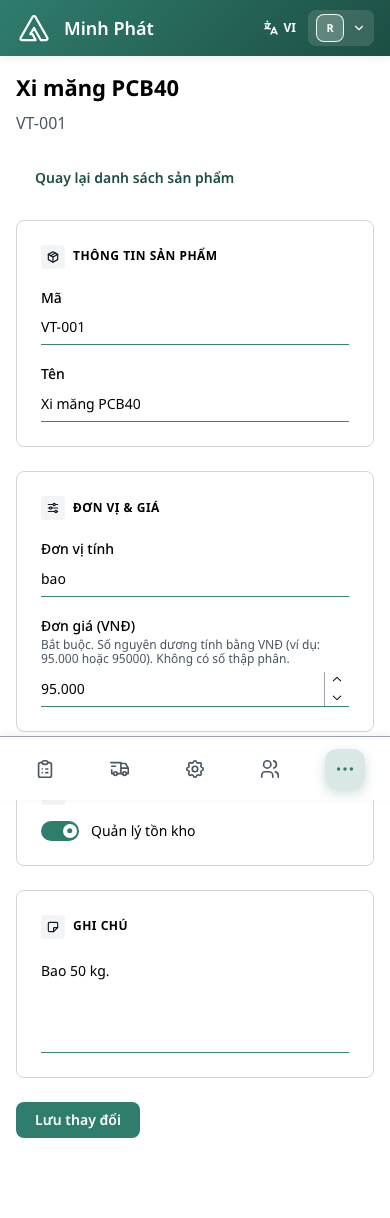 Minh Phát
VI
R
Xi măng PCB40
VT-001
Quay lại danh sách sản phẩm
THÔNG TIN SẢN PHẨM
Mã
VT-001
Tên
Xi măng PCB40
ĐƠN VỊ & GIÁ
Đơn vị tính
bao
Đơn giá (VNĐ)
Bắt buộc. Số nguyên dương tính bằng VNĐ (ví dụ:
95.000 hoặc 95000). Không có số thập phân.
95.000
Quản lý tồn kho
GHI CHÚ
Bao 50 kg.
Lưu thay đổi